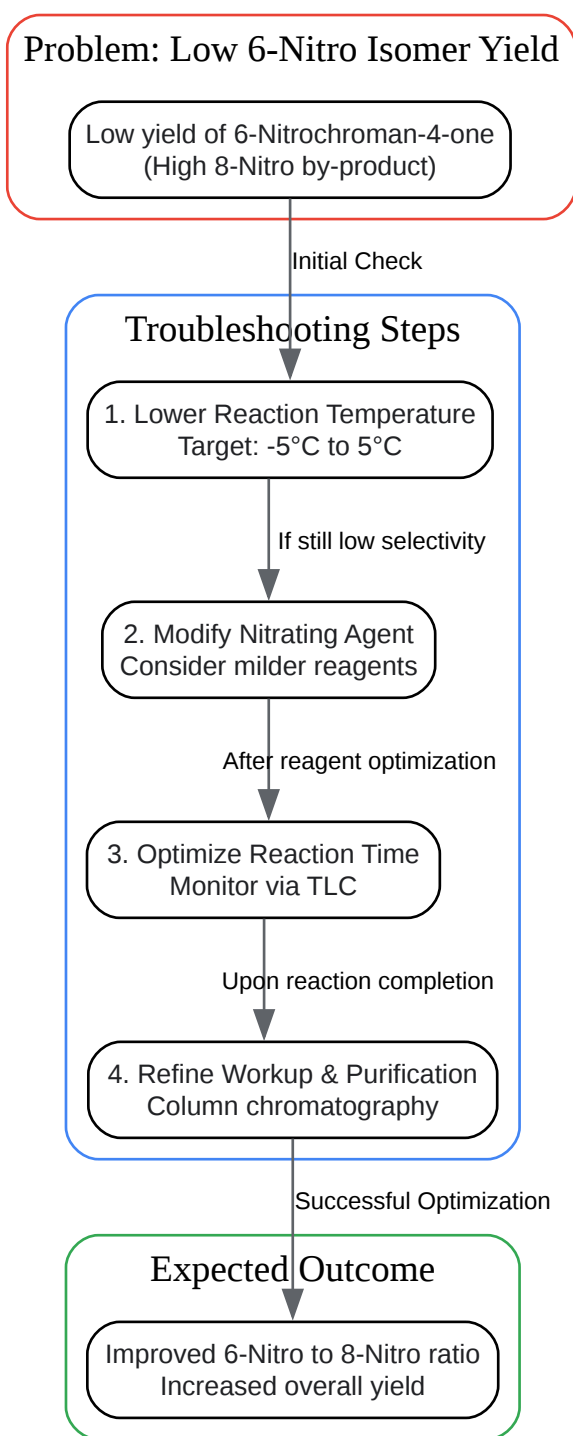 Problem: Low 6-Nitro Isomer Yield
Low yield of 6-Nitrochroman-4-one
(High 8-Nitro by-product)
Initial Check
Troubleshooting Steps
1. Lower Reaction Temperature
Target: -5°C to 5°C
If still low selectivity
2. Modify Nitrating Agent
Consider milder reagents
After reagent optimization
3. Optimize Reaction Time
Monitor via TLC
Upon reaction completion
4. Refine Workup & Purification
Column chromatography
Successful Optimization
Expected Outcome
Improved 6-Nitro to 8-Nitro ratio
Increased overall yield